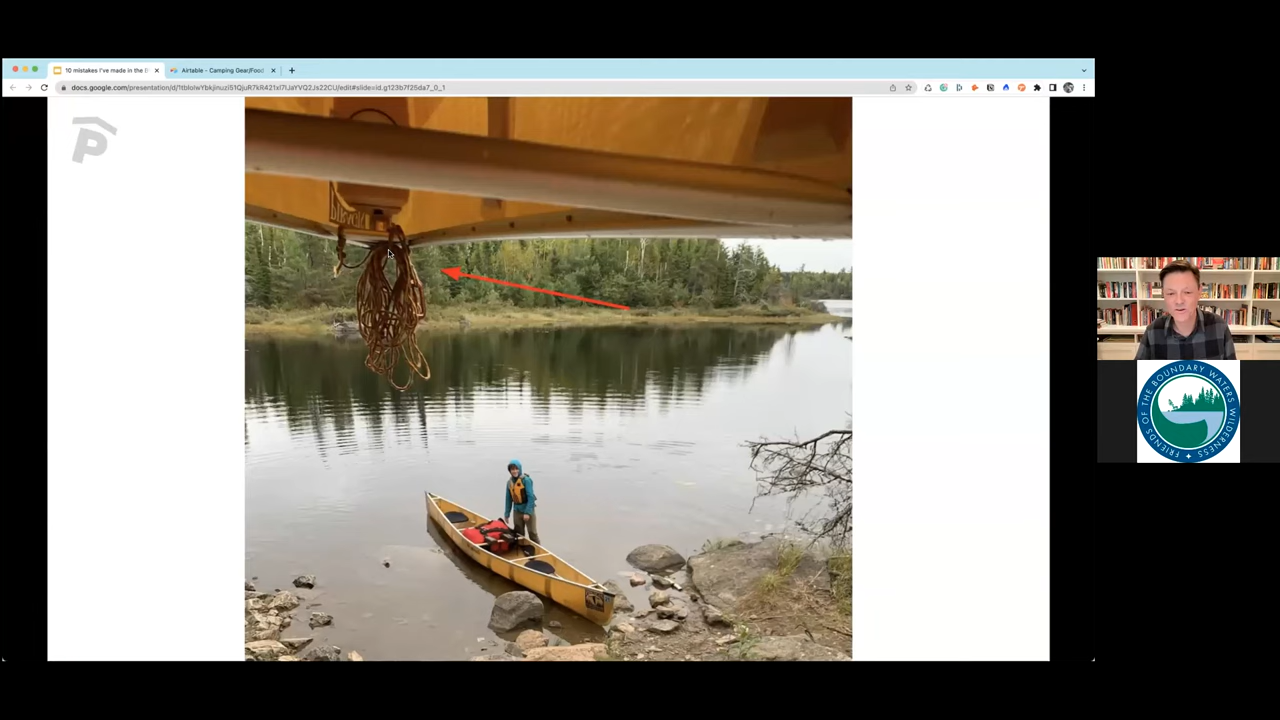 10 mistakes I've made in the B
Airtable - Camping Gear/Food
docs.google.com/presentation/d/1tbIoIwYbkjinuzi51QjuR7kR421xl7IJaYVQ2Js22CU/edit#slide=id.g123b7f25da7_0_1
P
FRIENDS OF THE BOUNDARY WATERS WILDERNESS